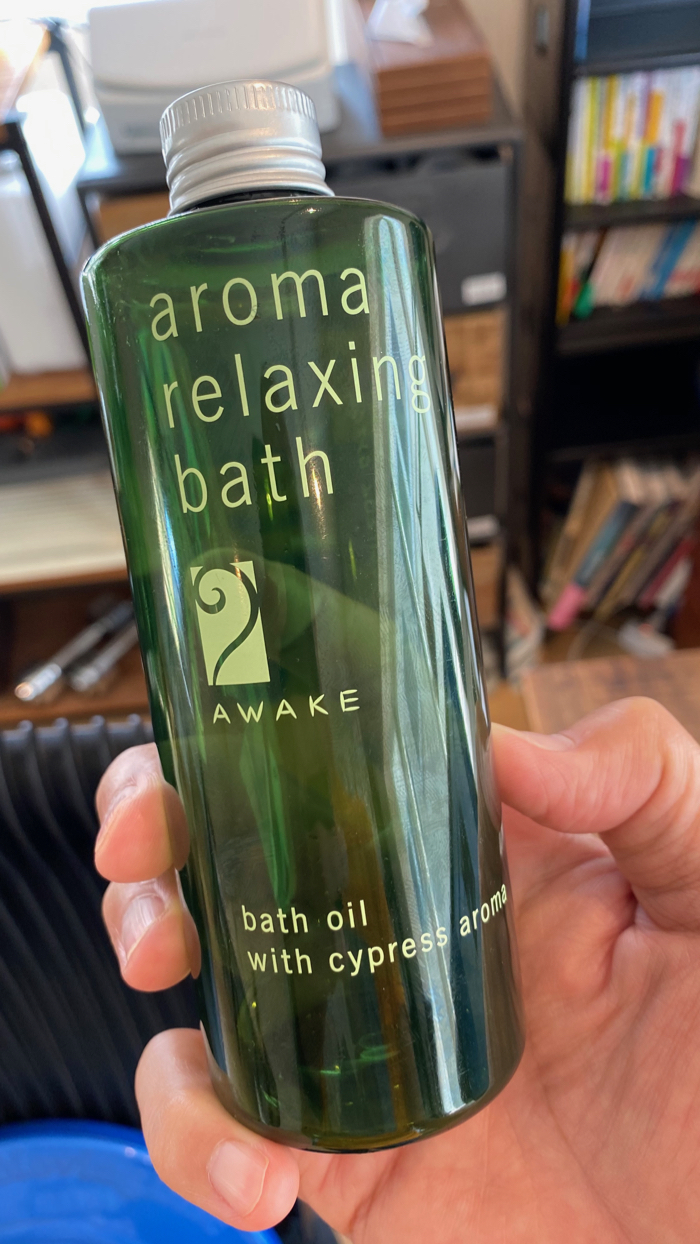 aroma
relaxing
bath
AWAKE
bath oil
with cypress aroma